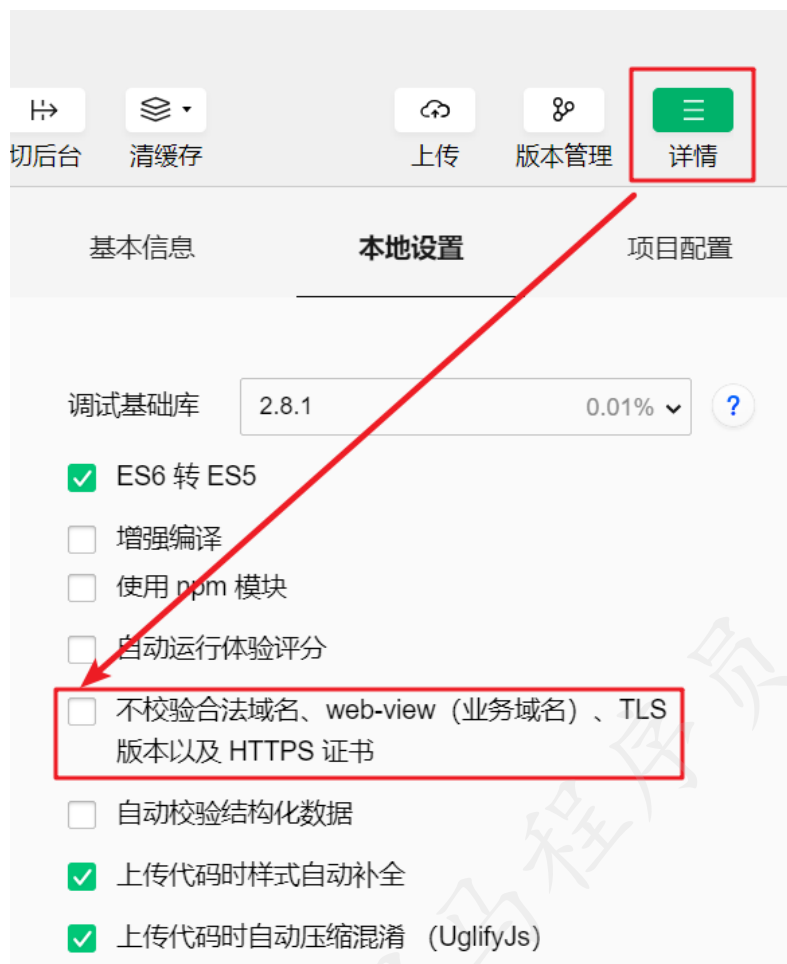 切后台
清缓存
上传
版本管理
详情
基本信息
本地设置
项目配置
调试基础库
2.8.1
0.01%
?
ES6 转 ES5
增强编译
使用 npm 模块
自动运行体验评分
不校验合法域名、web-view（业务域名）、TLS
版本以及 HTTPS 证书
自动校验结构化数据
上传代码时样式自动补全
上传代码时自动压缩混淆 （UglifyJs）
马程序员